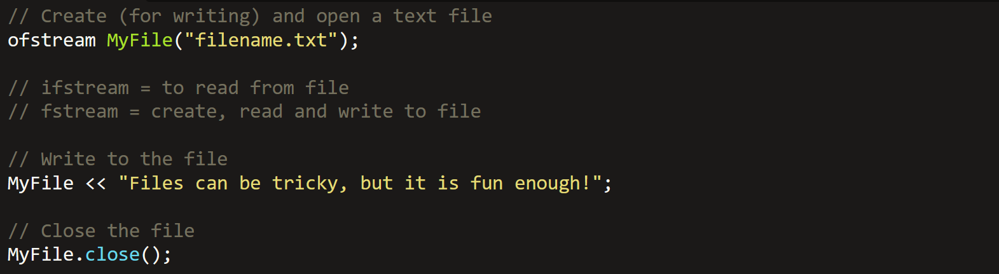 // Create (for writing) and open a text file
ofstream MyFile("filename.txt");
// ifstream = to read from file
// fstream = create, read and write to file
// Write to the file
MyFile << "Files can be tricky, but it is fun enough!";
// Close the file
MyFile.close();